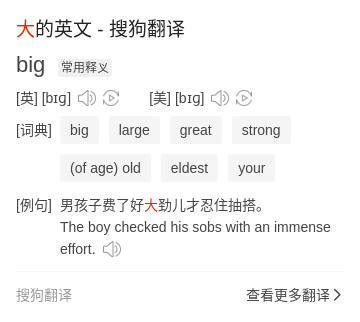 大的英文 - 搜狗翻译
big 常用释义
[英] [bɪɡ] [美] [bɪɡ]
[词典] big large great strong
(of age) old eldest your
[例句] 男孩子费了好大劲儿才忍住抽搭。
The boy checked his sobs with an immense
effort.
搜狗翻译 查看更多翻译